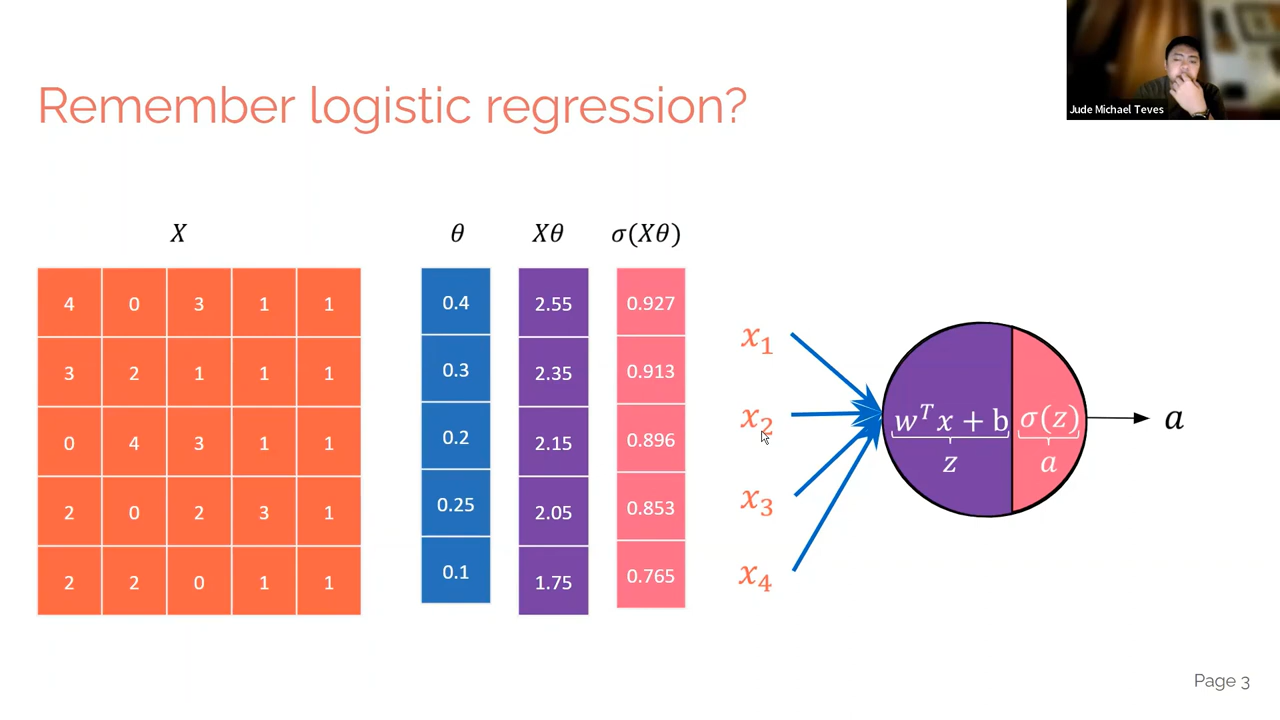 Jude Michael Teves
Remember logistic regression?
X θ Xθ σ(Xθ)
4 0 3 1 1 0.4 2.55 0.927
3 2 1 1 1 0.3 2.35 0.913
0 4 3 1 1 0.2 2.15 0.896
2 0 2 3 1 0.25 2.05 0.853
2 2 0 1 1 0.1 1.75 0.765
x₁
x₂
x₃
x₄
wᵀx + b σ(z)
z a
a
Page 3